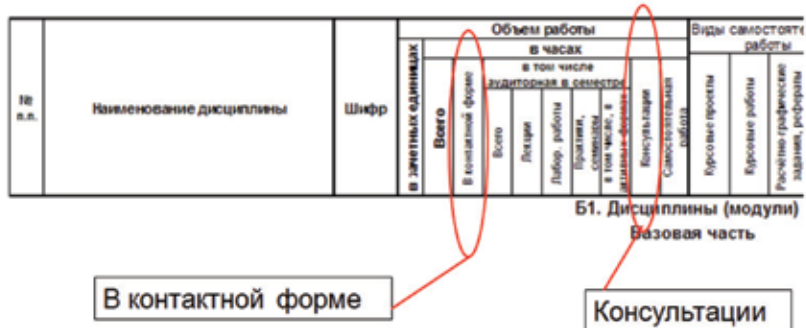 № п.п.
Наименование дисциплины
Шифр
Объем работы
в зачетных единицах
в часах
Всего
В контактной форме
в том числе
аудиторная в семестре
Всего
Лекции
Лабор. работы
Практики, семинары
в том числе, в активных формах
Консультации
Самостоятельная работа
Виды самостояте
работы
Курсовые проекты
Курсовые работы
Расчётно-графические задания, рефераты
Б1. Дисциплины (модули)
Базовая часть
В контактной форме
Консультации